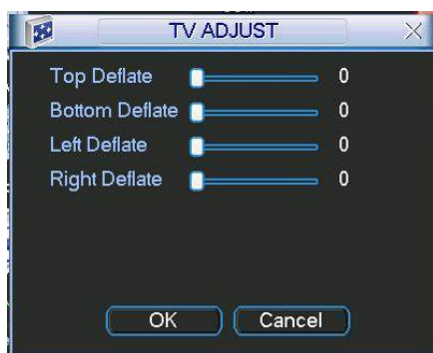 TV ADJUST
Top Deflate 0
Bottom Deflate 0
Left Deflate 0
Right Deflate 0
OK Cancel